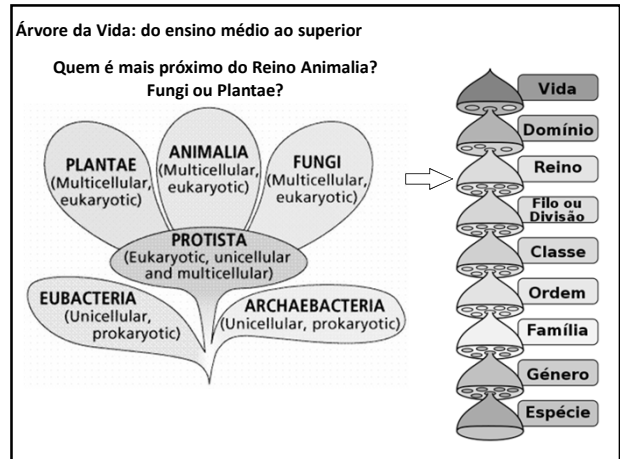 Árvore da Vida: do ensino médio ao superior
Quem é mais próximo do Reino Animalia?
Fungi ou Plantae?
PLANTAE
(Multicellular,
eukaryotic)
ANIMALIA
(Multicellular,
eukaryotic)
FUNGI
(Multicellular,
eukaryotic)
PROTISTA
(Eukaryotic, unicellular
and multicellular)
EUBACTERIA
(Unicellular,
prokaryotic)
ARCHAEBACTERIA
(Unicellular, prokaryotic)
Vida
Domínio
Reino
Filo ou
Divisão
Classe
Ordem
Família
Género
Espécie